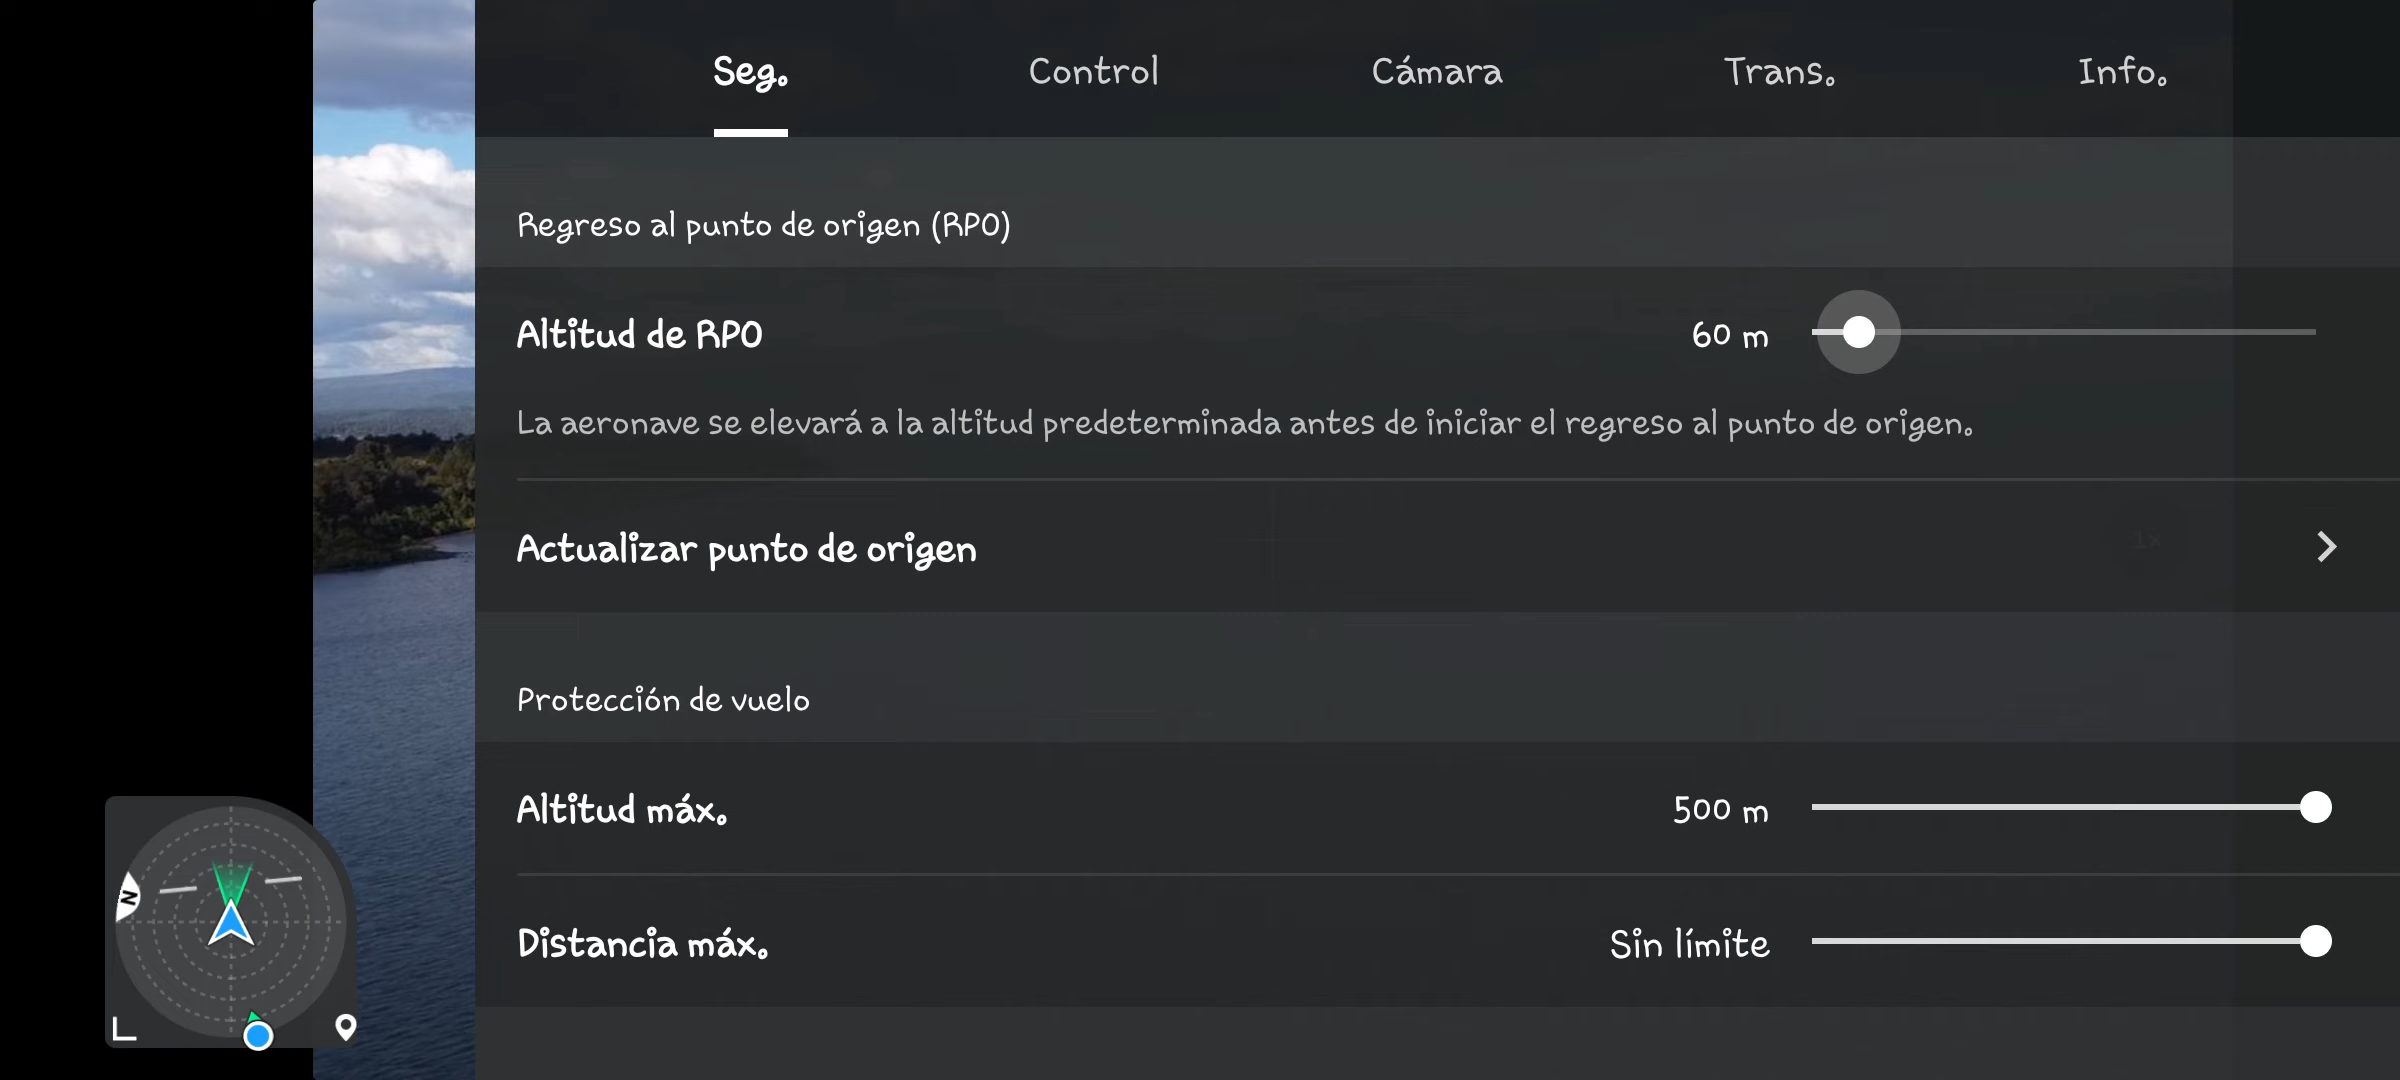 Seg. Control Cámara Trans. Info.
Regreso al punto de origen (RPO)
Altitud de RPO 60 m
La aeronave se elevará a la altitud predeterminada antes de iniciar el regreso al punto de origen.
Actualizar punto de origen
1x
Protección de vuelo
Altitud máx. 500 m
N
Distancia máx. Sin límite